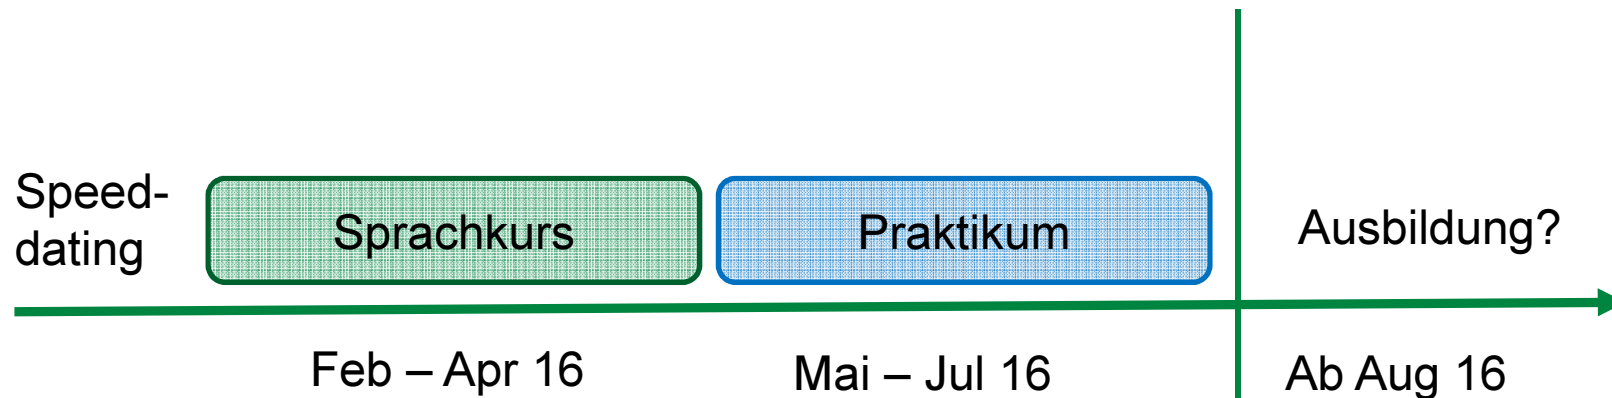 Speed-
dating
Sprachkurs
Praktikum
Ausbildung?
Feb – Apr 16
Mai – Jul 16
Ab Aug 16